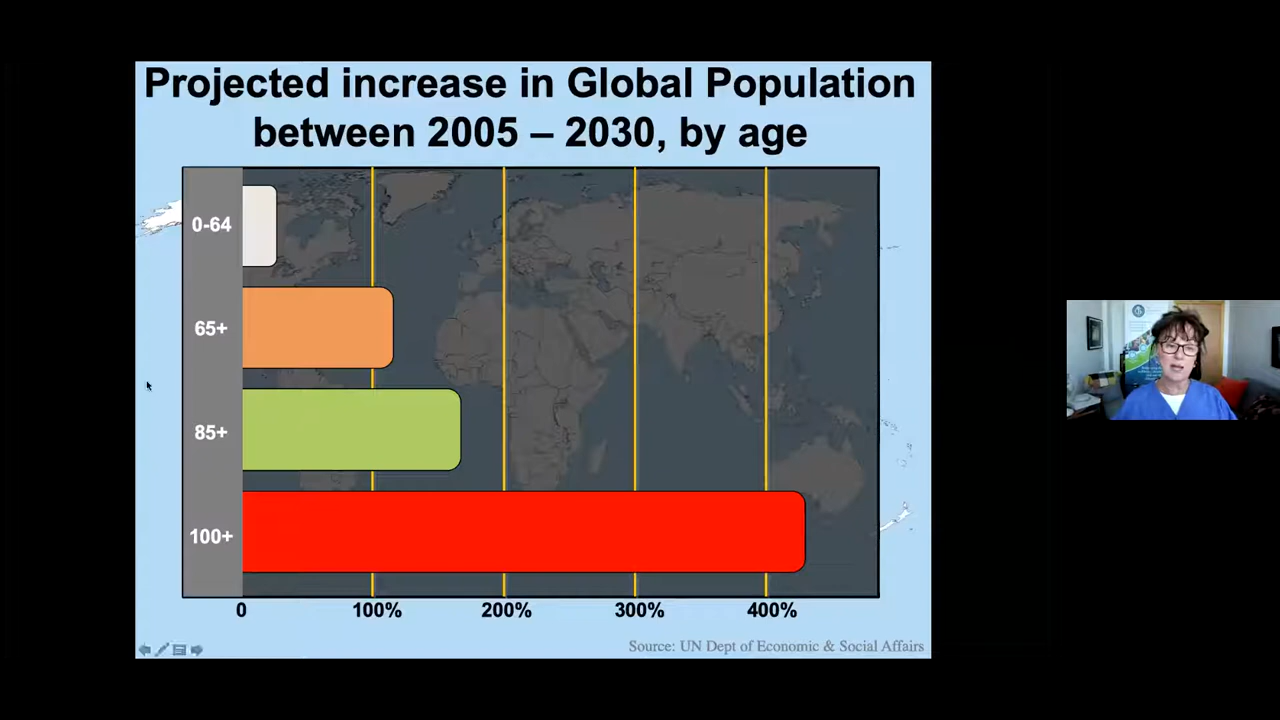 Projected increase in Global Population
between 2005 – 2030, by age
0-64
65+
85+
100+
0 100% 200% 300% 400%
Source: UN Dept of Economic & Social Affairs